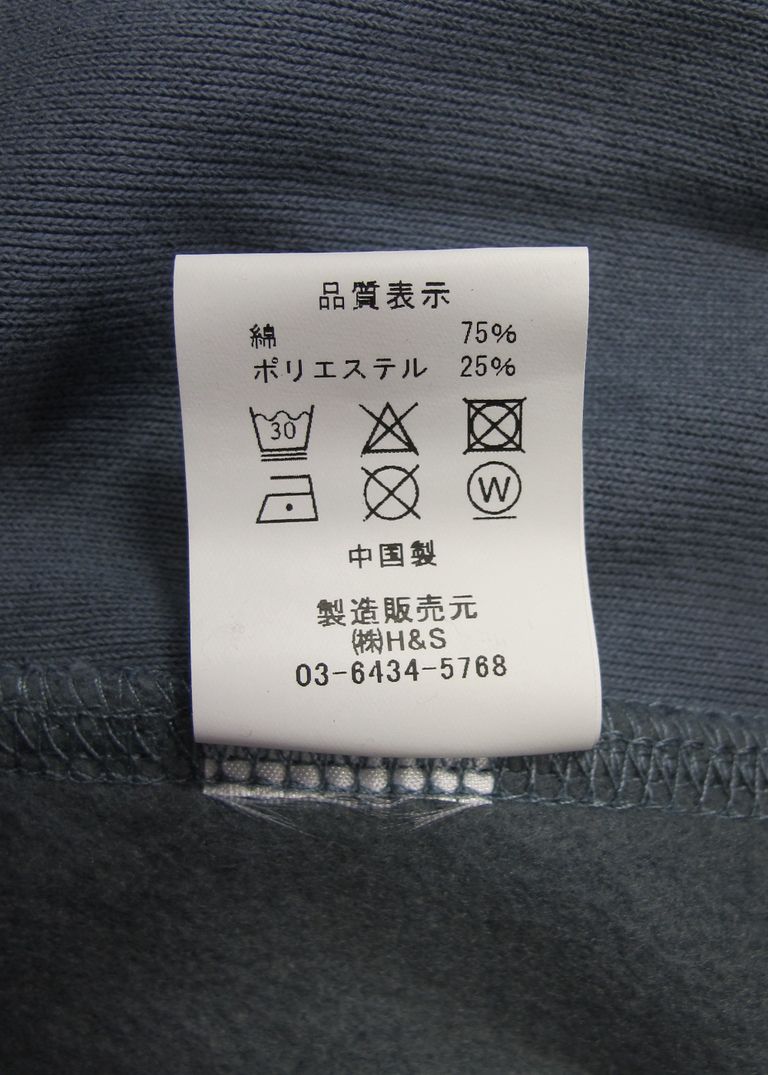 品質表示
綿 75%
ポリエステル 25%
30
W
中国製
製造販売元
㈱H&S
03-6434-5768